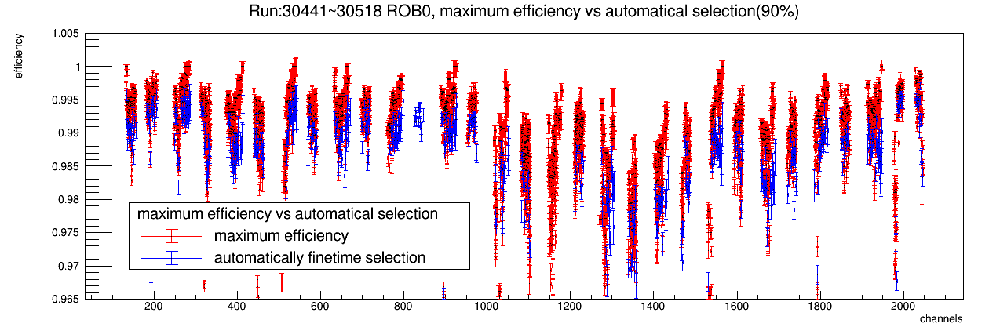 Run:30441~30518 ROB0, maximum efficiency vs automatical selection(90%)
efficiency
1.005
1
0.995
0.99
0.985
0.98
0.975
0.97
0.965
maximum efficiency vs automatical selection
maximum efficiency
automatically finetime selection
200 400 600 800 1000 1200 1400 1600 1800 2000
channels